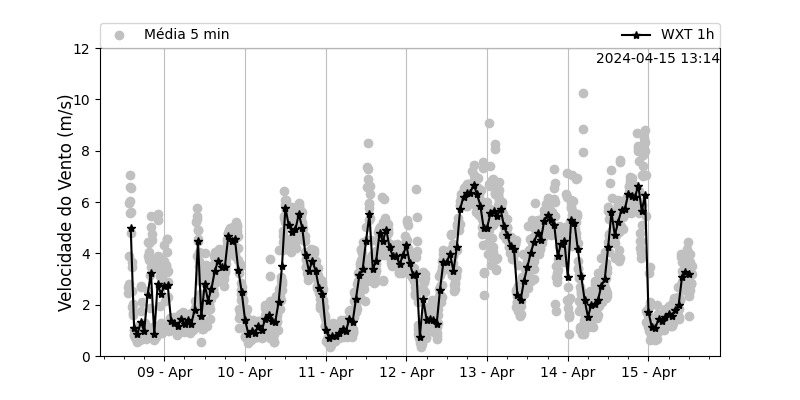 Média 5 min
WXT 1h
2024-04-15 13:14
Velocidade do Vento (m/s)
12
10
8
6
4
2
0
09 - Apr
10 - Apr
11 - Apr
12 - Apr
13 - Apr
14 - Apr
15 - Apr